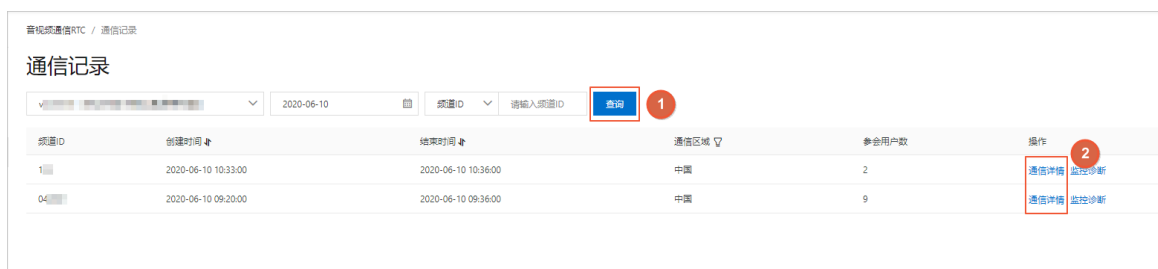 音视频通信RTC / 通信记录
通信记录
2020-06-10 频道ID 请输入频道ID 查询 1
频道ID 创建时间 结束时间 通信区域 参会用户数 操作
2
1 2020-06-10 10:33:00 2020-06-10 10:36:00 中国 2 通信详情 监控诊断
04 2020-06-10 09:20:00 2020-06-10 09:36:00 中国 9 通信详情 监控诊断